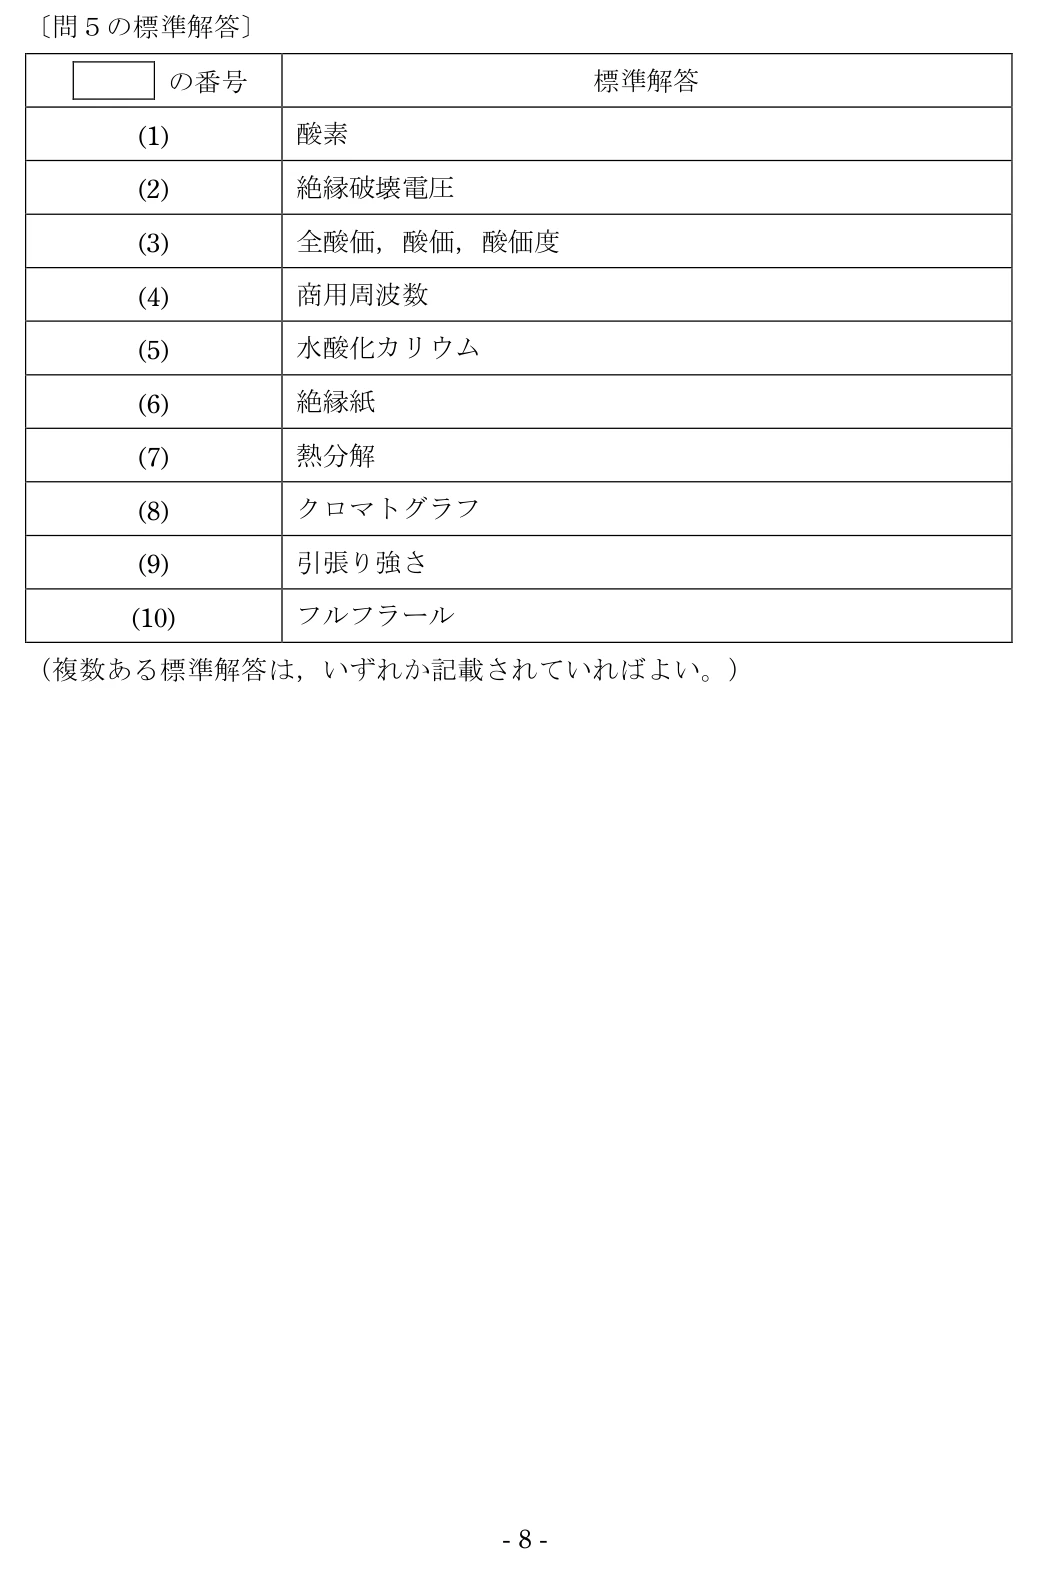 〔問５の標準解答〕
の番号 標準解答
(1) 酸素
(2) 絶縁破壊電圧
(3) 全酸価，酸価，酸価度
(4) 商用周波数
(5) 水酸化カリウム
(6) 絶縁紙
(7) 熱分解
(8) クロマトグラフ
(9) 引張り強さ
(10) フルフラール
（複数ある標準解答は，いずれか記載されていればよい。）
- 8 -